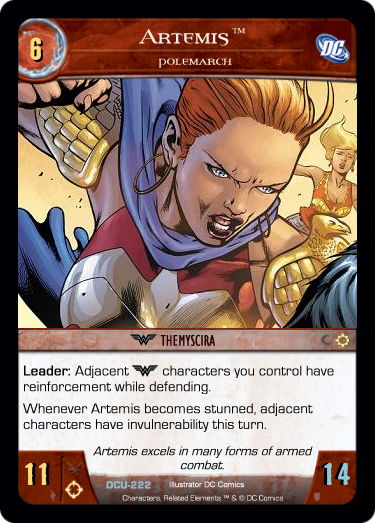 6
Artemis™
DC
Polemarch
THEMYSCIRA
Leader: Adjacent characters you control have
reinforcement while defending.
Whenever Artemis becomes stunned, adjacent
characters have invulnerability this turn.
Artemis excels in many forms of armed
combat.
11
DCU-222 Illustrator DC Comics
14
Characters, Related Elements ™ & © DC Comics